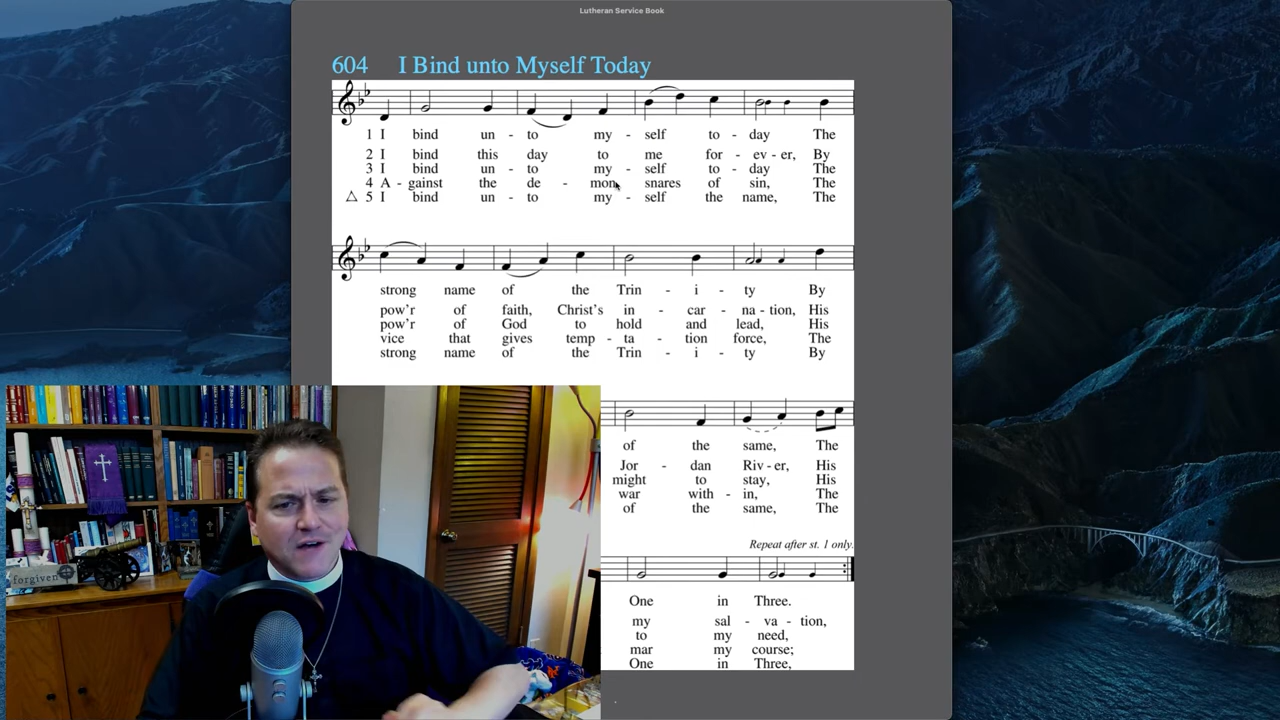 Lutheran Service Book
604 I Bind unto Myself Today
1 I bind un - to my - self to - day The
2 I bind this day to me for - ev - er, By
3 I bind un - to my - self to - day The
4 A - gainst the de - mon snares of sin, The
△ 5 I bind un - to my - self the name, The
strong name of the Trin - i - ty By
pow'r of faith, Christ's in - car - na - tion, His
pow'r of God to hold and lead, His
vice that gives temp - ta - tion force, The
strong name of the Trin - i - ty By
of the same, The
Jor - dan Riv - er, His
might to stay, His
war with - in, The
of the same, The
Repeat after st. 1 only.
One in Three.
my sal - va - tion,
to my need,
mar my course;
One in Three,
forgiven